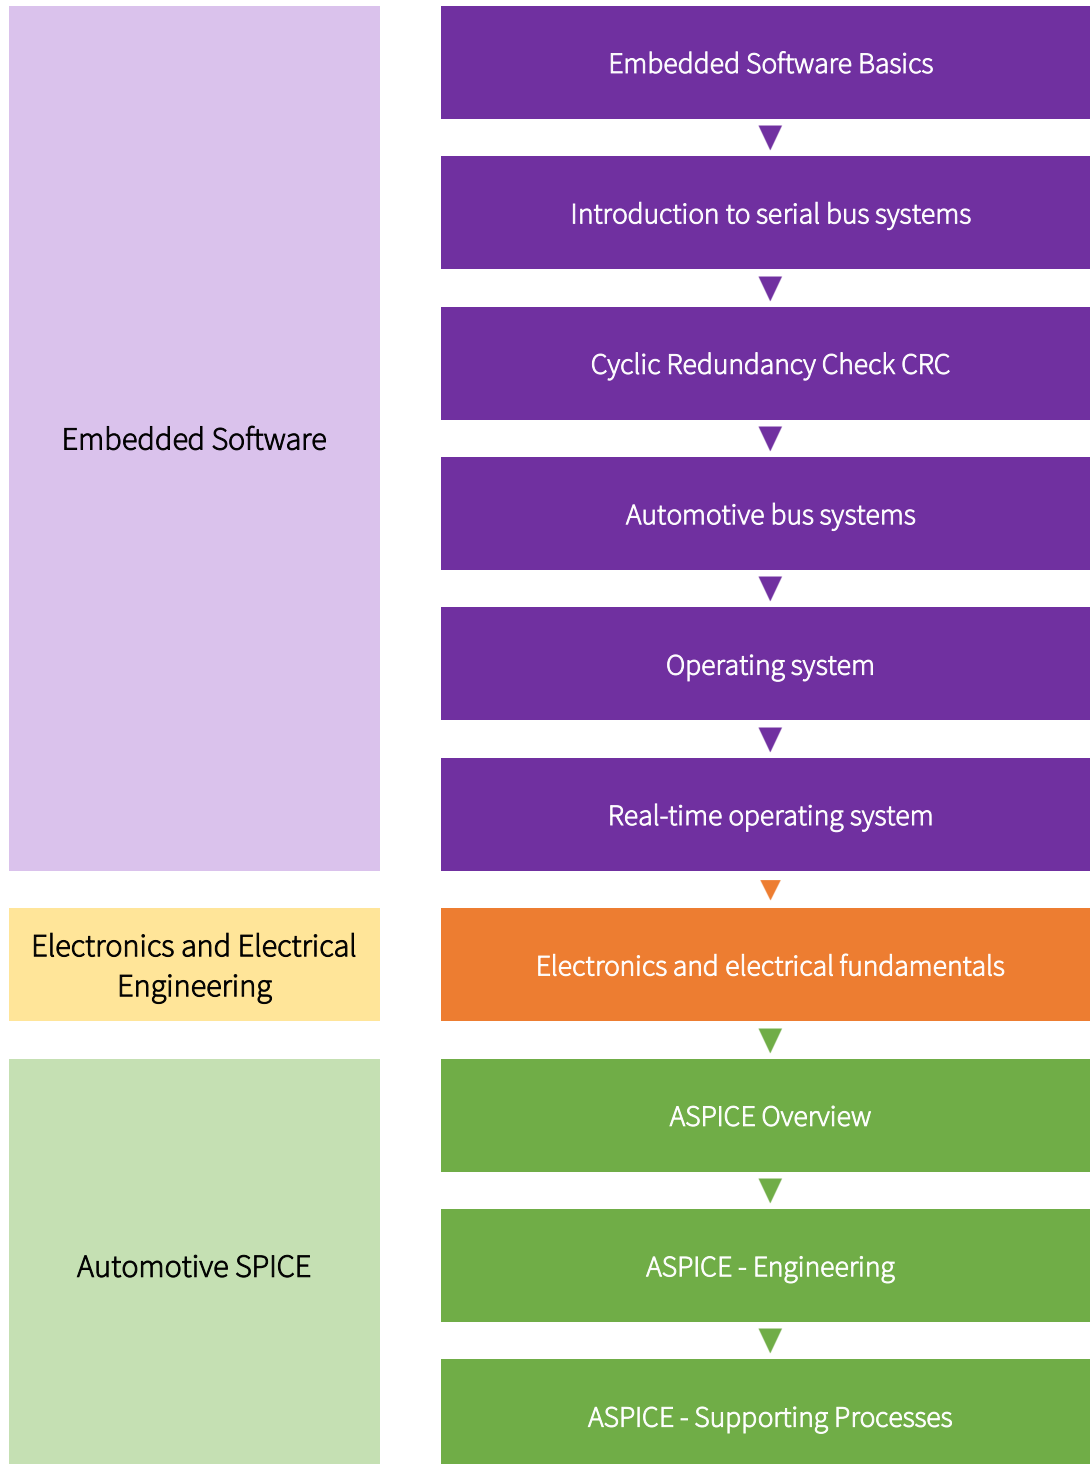 Embedded Software Basics
Introduction to serial bus systems
Cyclic Redundancy Check CRC
Embedded Software
Automotive bus systems
Operating system
Real-time operating system
Electronics and Electrical
Engineering
Electronics and electrical fundamentals
ASPICE Overview
Automotive SPICE
ASPICE - Engineering
ASPICE - Supporting Processes